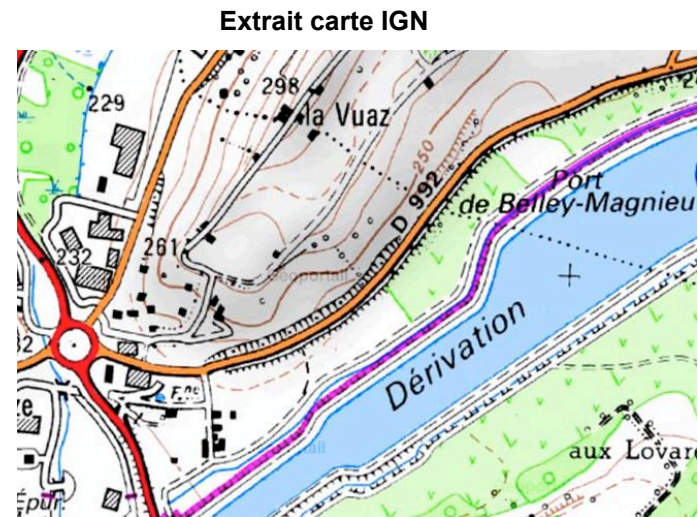 Extrait carte IGN
298
la Vuaz
229
250
Port
de Belley-Magnieu
D 992
261
232
geoportail
Dérivation
aux Lovar
Épur.